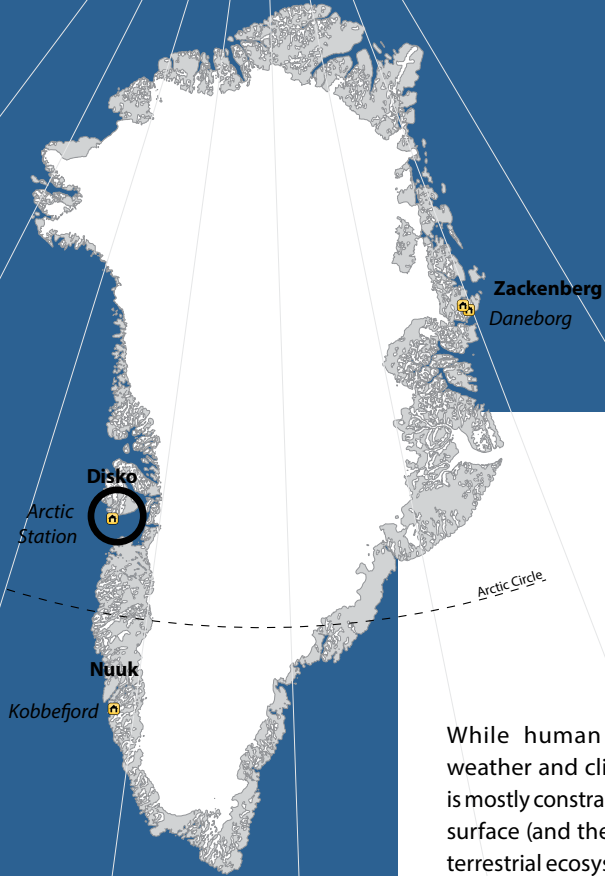 Zackenberg
Daneborg
Disko
Arctic
Station
Arctic Circle
Nuuk
Kobbefjord
While human
weather and cli
is mostly constra
surface (and the
terrestrial ecosys